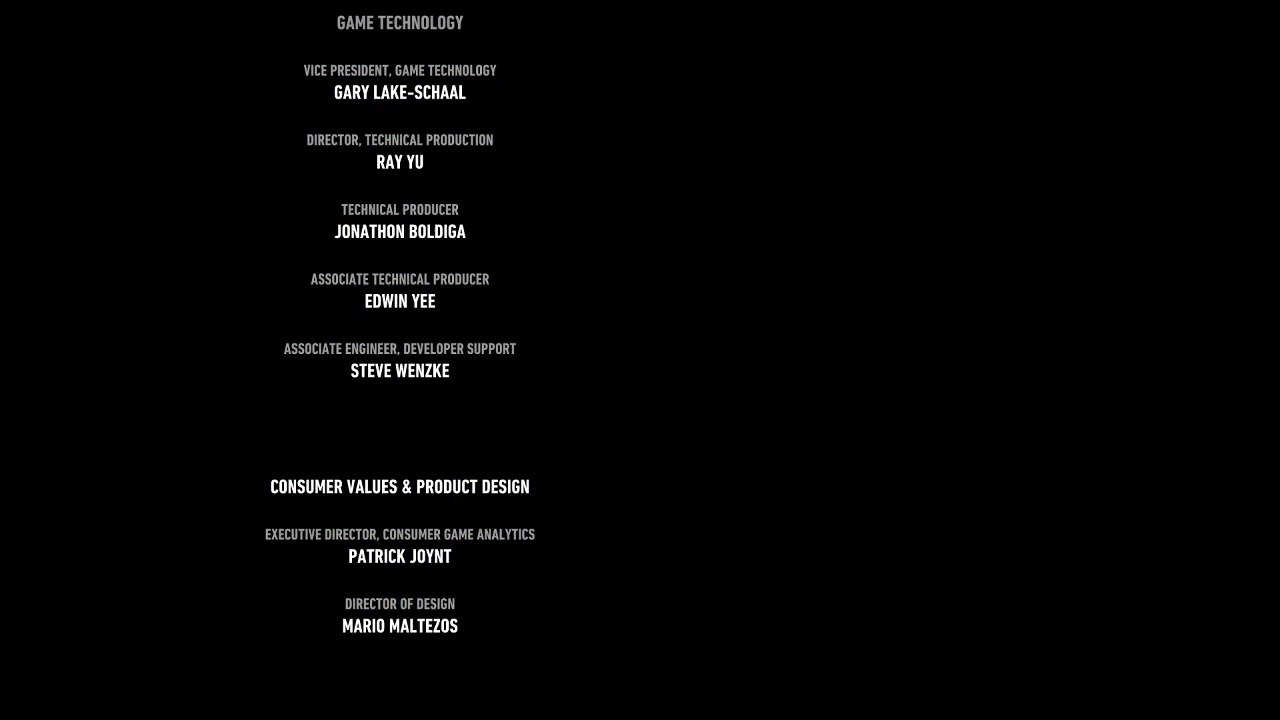 GAME TECHNOLOGY
VICE PRESIDENT, GAME TECHNOLOGY
GARY LAKE-SCHAAL
DIRECTOR, TECHNICAL PRODUCTION
RAY YU
TECHNICAL PRODUCER
JONATHON BOLDIGA
ASSOCIATE TECHNICAL PRODUCER
EDWIN YEE
ASSOCIATE ENGINEER, DEVELOPER SUPPORT
STEVE WENZKE
CONSUMER VALUES & PRODUCT DESIGN
EXECUTIVE DIRECTOR, CONSUMER GAME ANALYTICS
PATRICK JOYNT
DIRECTOR OF DESIGN
MARIO MALTEZOS